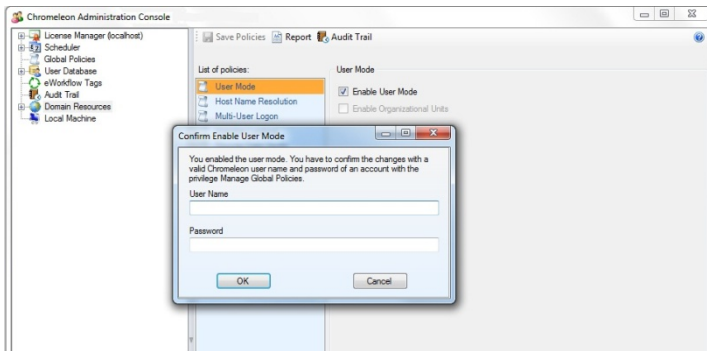 Chromeleon Administration Console
License Manager (localhost)
Scheduler
Global Policies
User Database
eWorkflow Tags
Audit Trail
Domain Resources
Local Machine
Save Policies Report Audit Trail
List of policies:
User Mode
Host Name Resolution
Multi-User Logon
User Mode
Enable User Mode
Enable Organizational Units
Confirm Enable User Mode
You enabled the user mode. You have to confirm the changes with a
valid Chromeleon user name and password of an account with the
privilege Manage Global Policies.
User Name
Password
OK Cancel